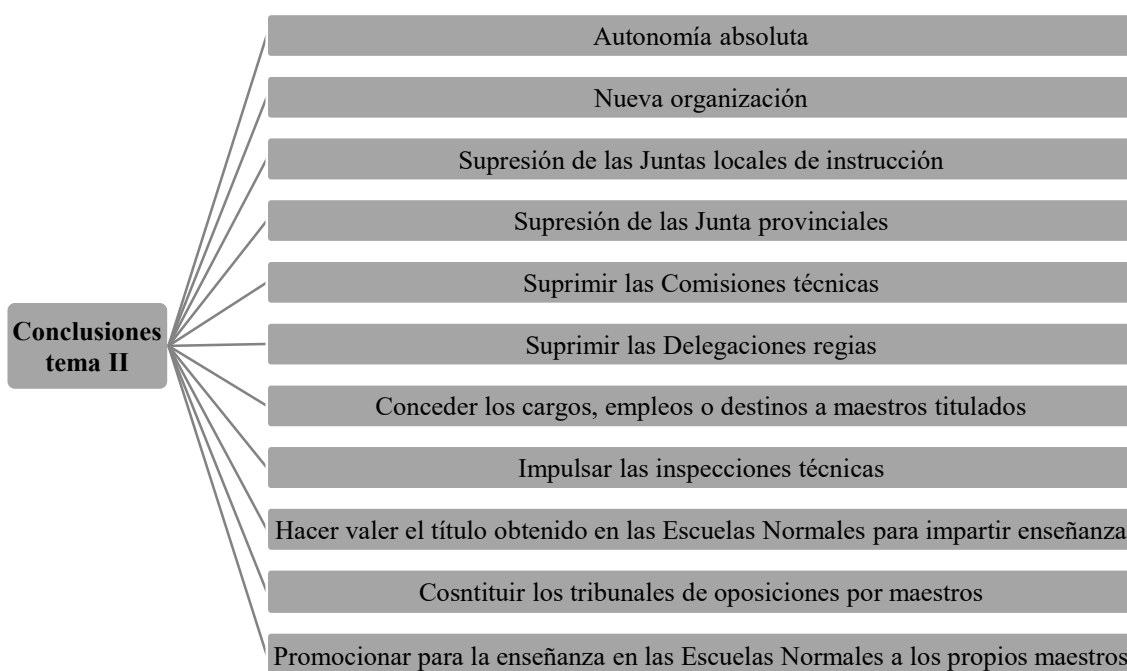 Conclusiones
tema II
Autonomía absoluta
Nueva organización
Supresión de las Juntas locales de instrucción
Supresión de las Junta provinciales
Suprimir las Comisiones técnicas
Suprimir las Delegaciones regias
Conceder los cargos, empleos o destinos a maestros titulados
Impulsar las inspecciones técnicas
Hacer valer el título obtenido en las Escuelas Normales para impartir enseñanza
Cosntituir los tribunales de oposiciones por maestros
Promocionar para la enseñanza en las Escuelas Normales a los propios maestros